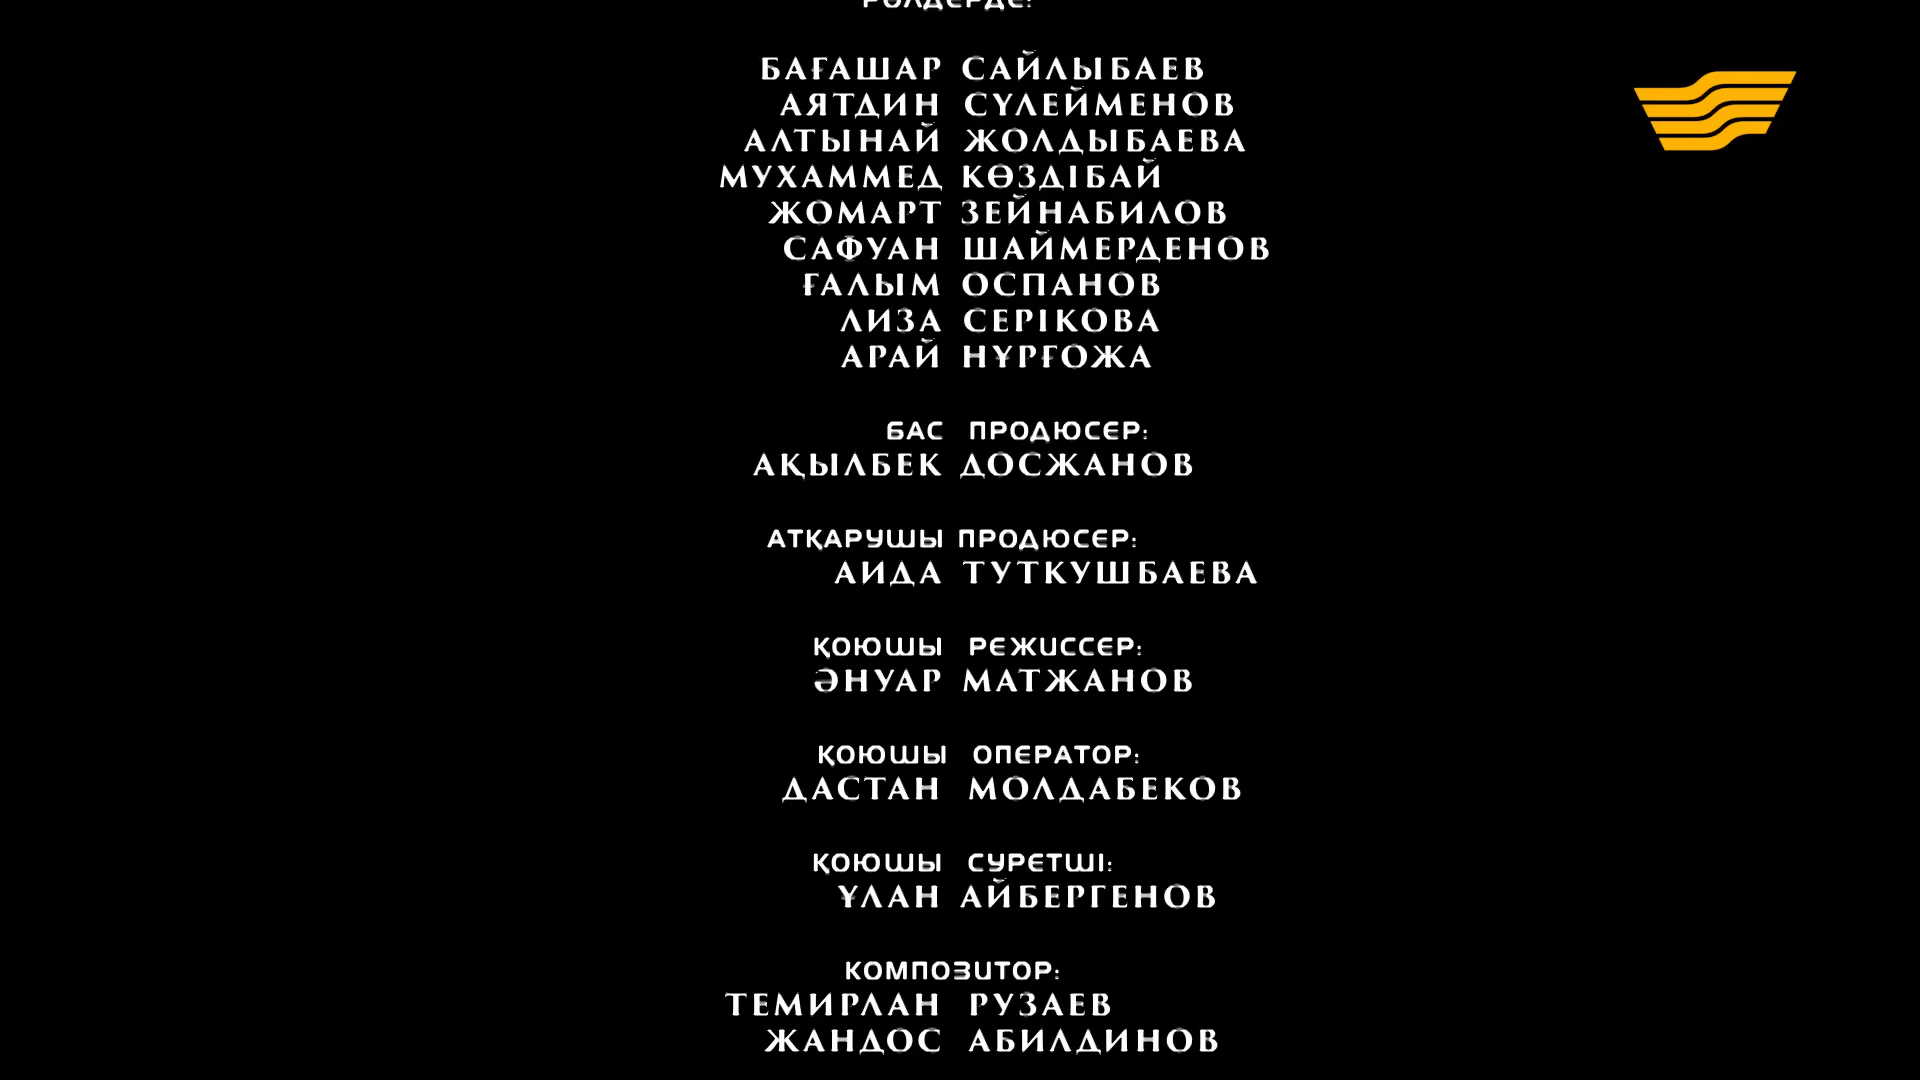 РӨЛДЕРДЕ:
БАҒАШАР САЙЛЫБАЕВ
АЯТДИН СҮЛЕЙМЕНОВ
АЛТЫНАЙ ЖОЛДЫБАЕВА
МУХАММЕД КӨЗДІБАЙ
ЖОМАРТ ЗЕЙНАБИЛОВ
САФУАН ШАЙМЕРДЕНОВ
ҒАЛЫМ ОСПАНОВ
ЛИЗА СЕРІКОВА
АРАЙ НҰРҒОЖА
БАС ПРОДЮСЕР:
АҚЫЛБЕК ДОСЖАНОВ
АТҚАРУШЫ ПРОДЮСЕР:
АИДА ТУТКУШБАЕВА
ҚОЮШЫ РЕЖИССЕР:
ӘНУАР МАТЖАНОВ
ҚОЮШЫ ОПЕРАТОР:
ДАСТАН МОЛДАБЕКОВ
ҚОЮШЫ СУРЕТШІ:
ҰЛАН АЙБЕРГЕНОВ
КОМПОЗИТОР:
ТЕМИРЛАН РУЗАЕВ
ЖАНДОС АБИЛДИНОВ